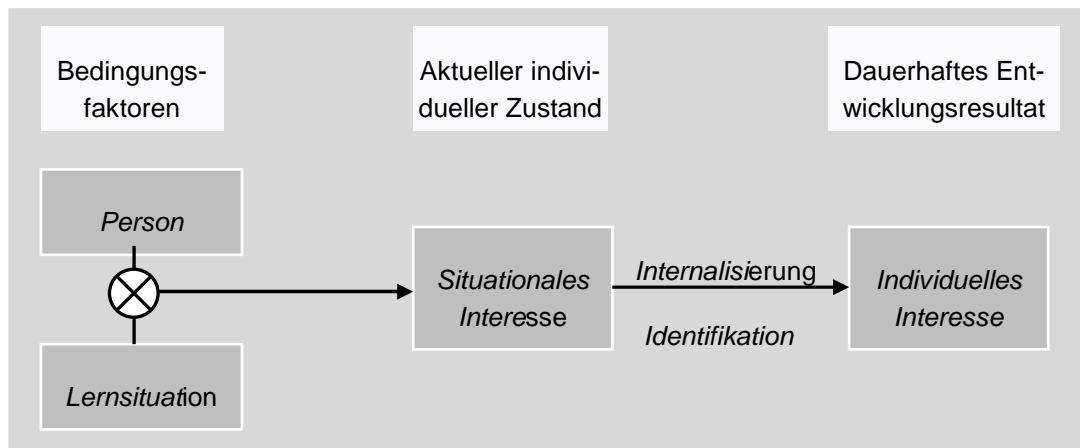 Bedingungs-
faktoren
Aktueller indivi-
dueller Zustand
Dauerhaftes Ent-
wicklungsresultat
Person
Lernsituation
Situationales
Interesse
Internalisierung
Identifikation
Individuelles
Interesse